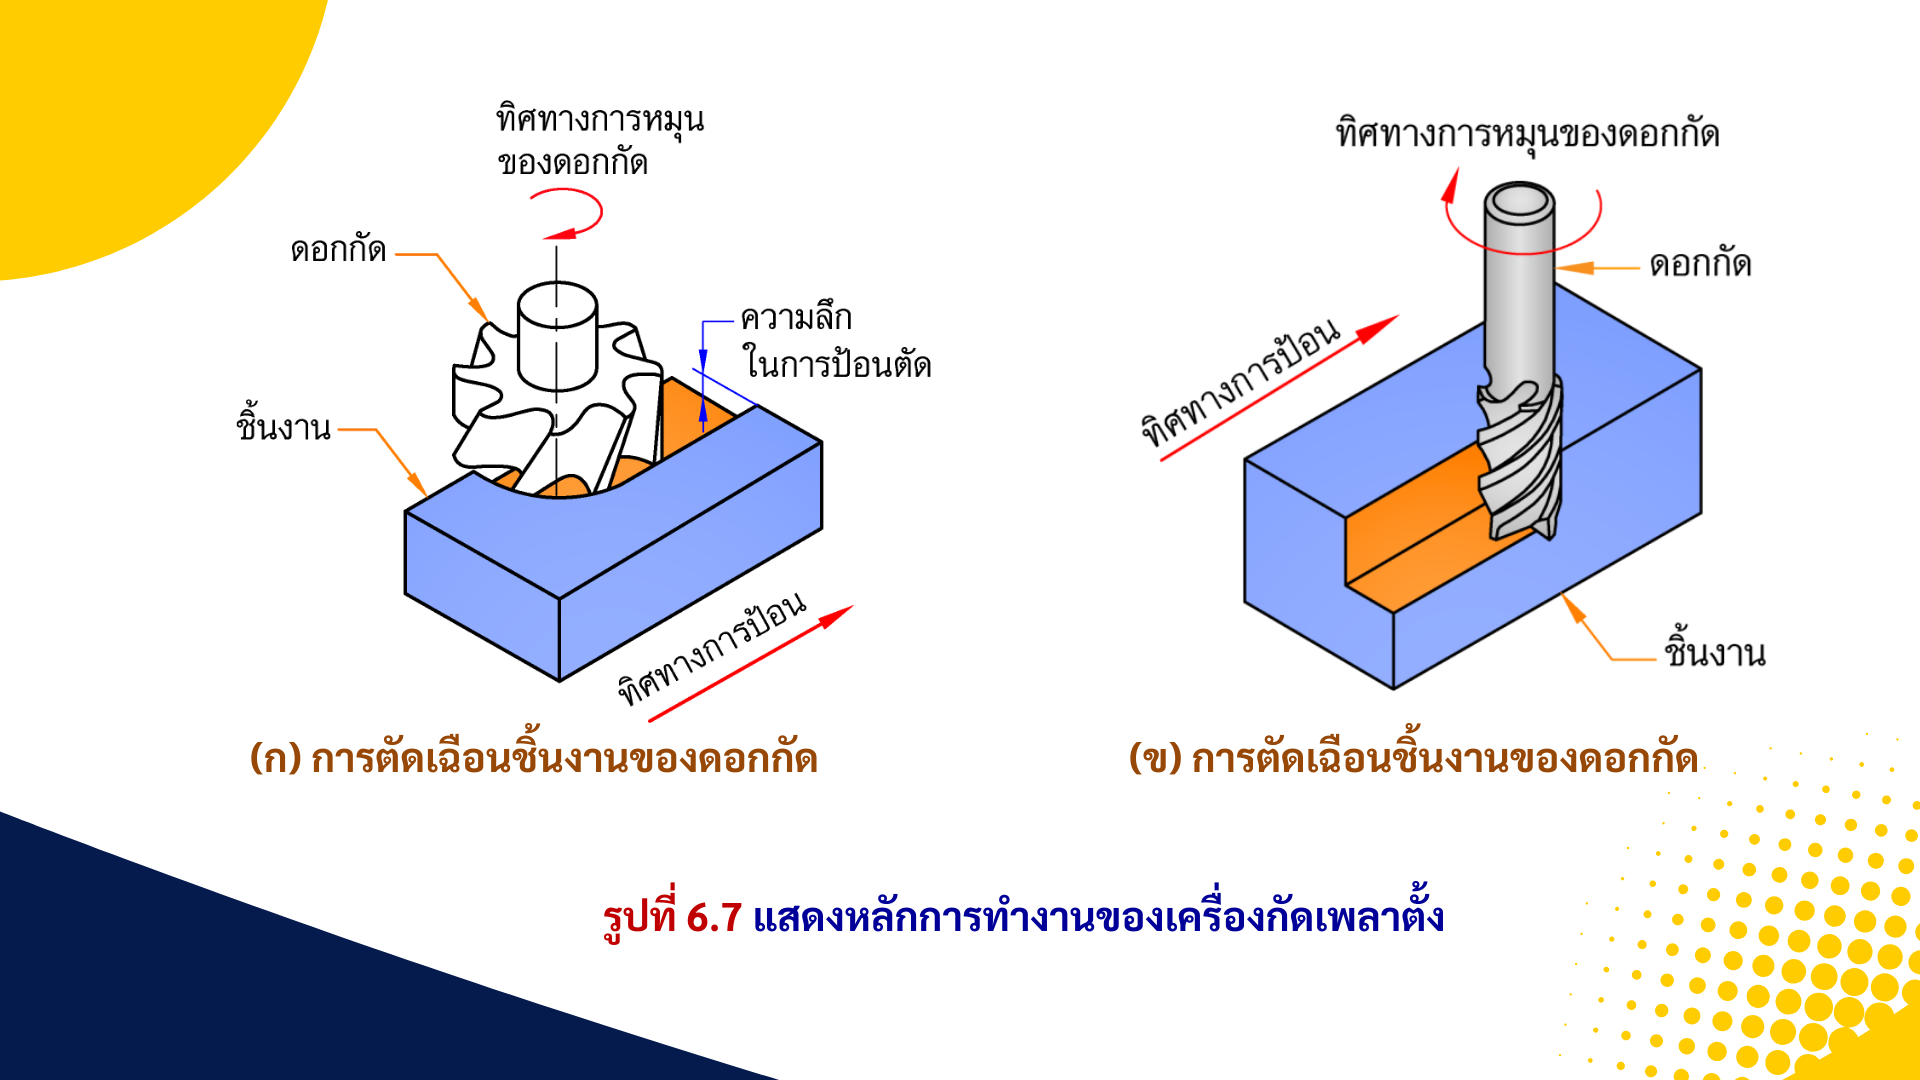 ทิศทางการหมุน
ของดอกกัด
ดอกกัด
ความลึก
ในการป้อนตัด
ชิ้นงาน
ทิศทางการป้อน
(ก) การตัดเฉือนชิ้นงานของดอกกัด
ทิศทางการหมุนของดอกกัด
ดอกกัด
ทิศทางการป้อน
ชิ้นงาน
(ข) การตัดเฉือนชิ้นงานของดอกกัด
รูปที่ 6.7 แสดงหลักการทำงานของเครื่องกัดเพลาตั้ง